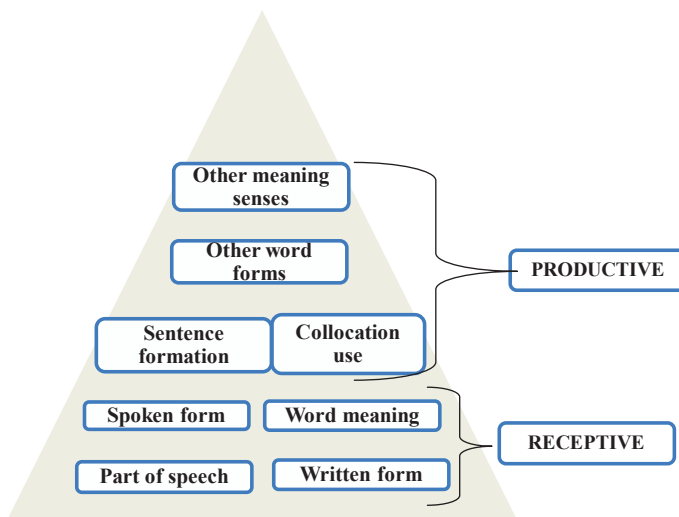 Other meaning
senses
Other word
forms
PRODUCTIVE
Sentence
formation
Collocation
use
Spoken form
Word meaning
RECEPTIVE
Part of speech
Written form